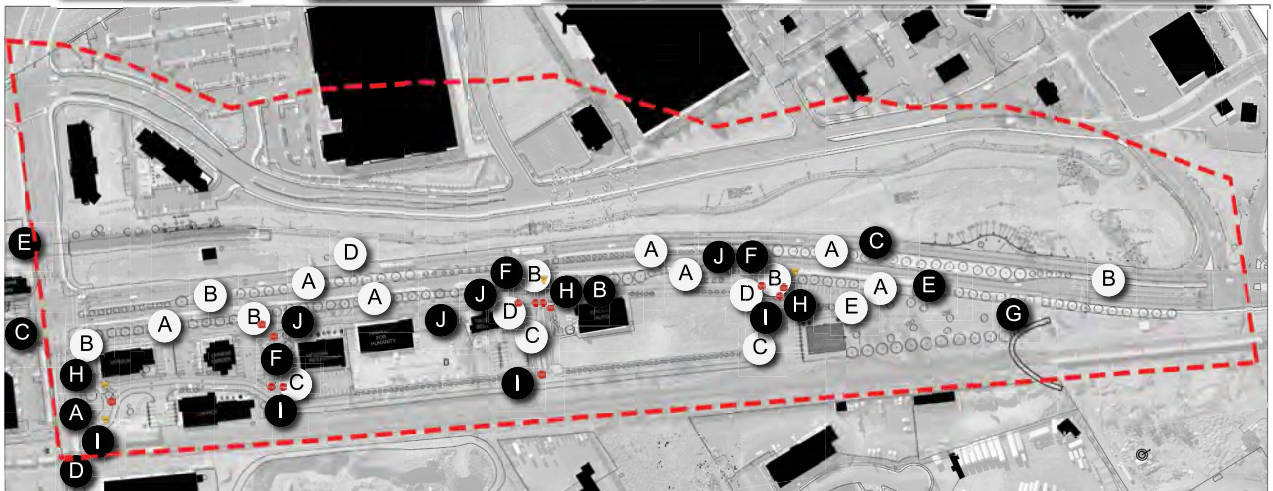 D A J F A C
E
F B A B B
A E
B A J H B D A
H E
B J J D I G
C A C
FOR
HUMANITY
B C
F
H C I
A I
I
D